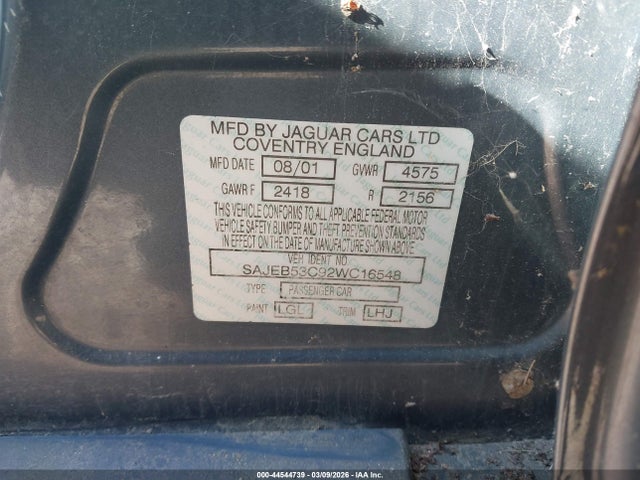 MFD BY JAGUAR CARS LTD
COVENTRY ENGLAND
MFD DATE 08/01 GVWR 4575
GAWR F 2418 R 2156
THIS VEHICLE CONFORMS TO ALL APPLICABLE FEDERAL MOTOR
VEHICLE SAFETY, BUMPER AND THEFT PREVENTION STANDARDS
IN EFFECT ON THE DATE OF MANUFACTURE SHOWN ABOVE.
VEH IDENT NO
SAJEB53C92WC16548
TYPE PASSENGER CAR
PAINT LGL TRIM LHJ
000-44544739 | 03/09/2026 - IAA Inc.